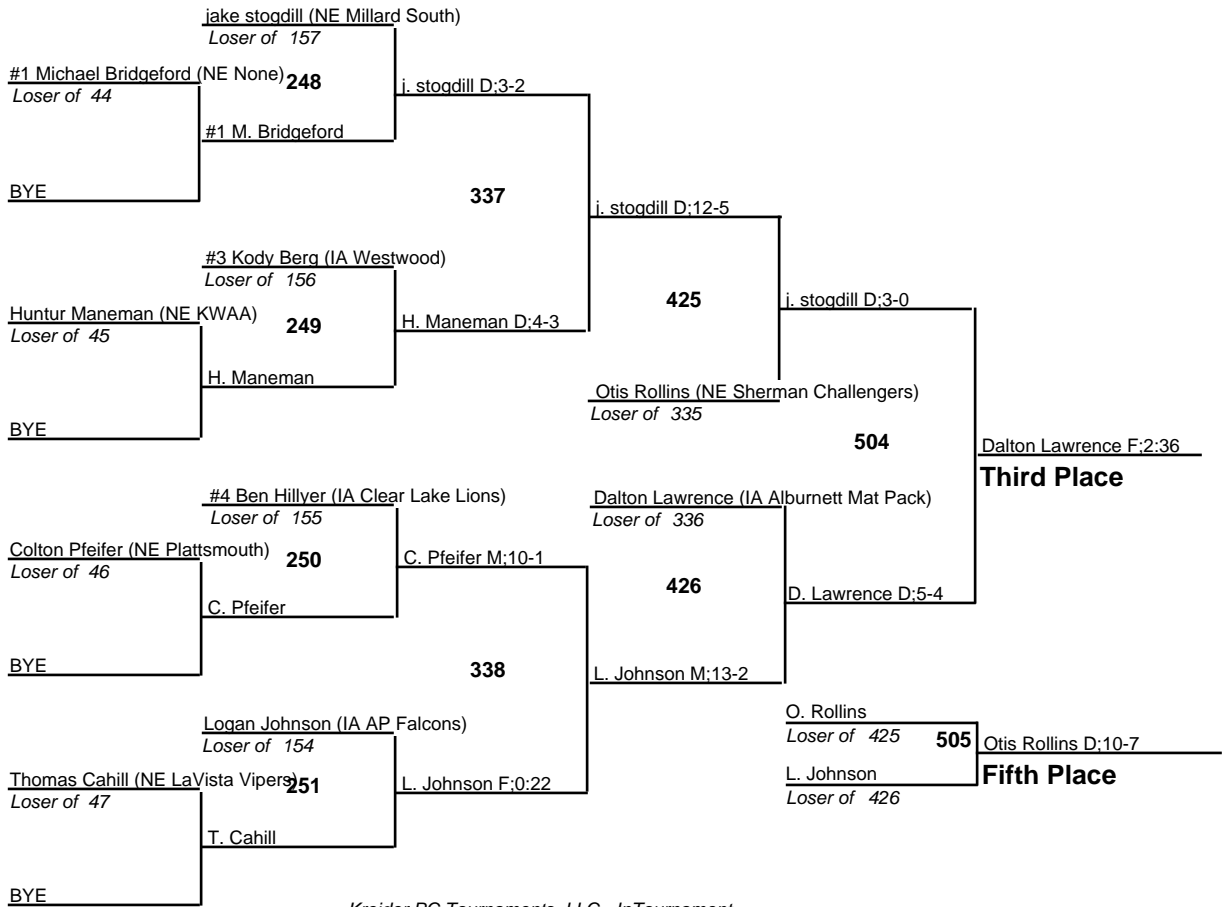 jake stogdill (NE Millard South)
Loser of 157
#1 Michael Bridgeford (NE None)
248
j. stogdill D;3-2
Loser of 44
#1 M. Bridgeford
BYE
337
j. stogdill D;12-5
#3 Kody Berg (IA Westwood)
Loser of 156
425
j. stogdill D;3-0
Huntur Maneman (NE KWAA)
249
H. Maneman D;4-3
Loser of 45
H. Maneman
Otis Rollins (NE Sherman Challengers)
Loser of 335
BYE
504
Dalton Lawrence F;2:36
Third Place
#4 Ben Hillyer (IA Clear Lake Lions)
Dalton Lawrence (IA Alburnett Mat Pack)
Loser of 155
Loser of 336
Colton Pfeifer (NE Plattsmouth)
250
C. Pfeifer M;10-1
Loser of 46
426
D. Lawrence D;5-4
C. Pfeifer
BYE
338
L. Johnson M;13-2
Logan Johnson (IA AP Falcons)
O. Rollins
Loser of 154
Loser of 425
505
Otis Rollins D;10-7
Thomas Cahill (NE LaVista Vipers)
251
L. Johnson F;0:22
L. Johnson
Fifth Place
Loser of 47
Loser of 426
T. Cahill
BYE